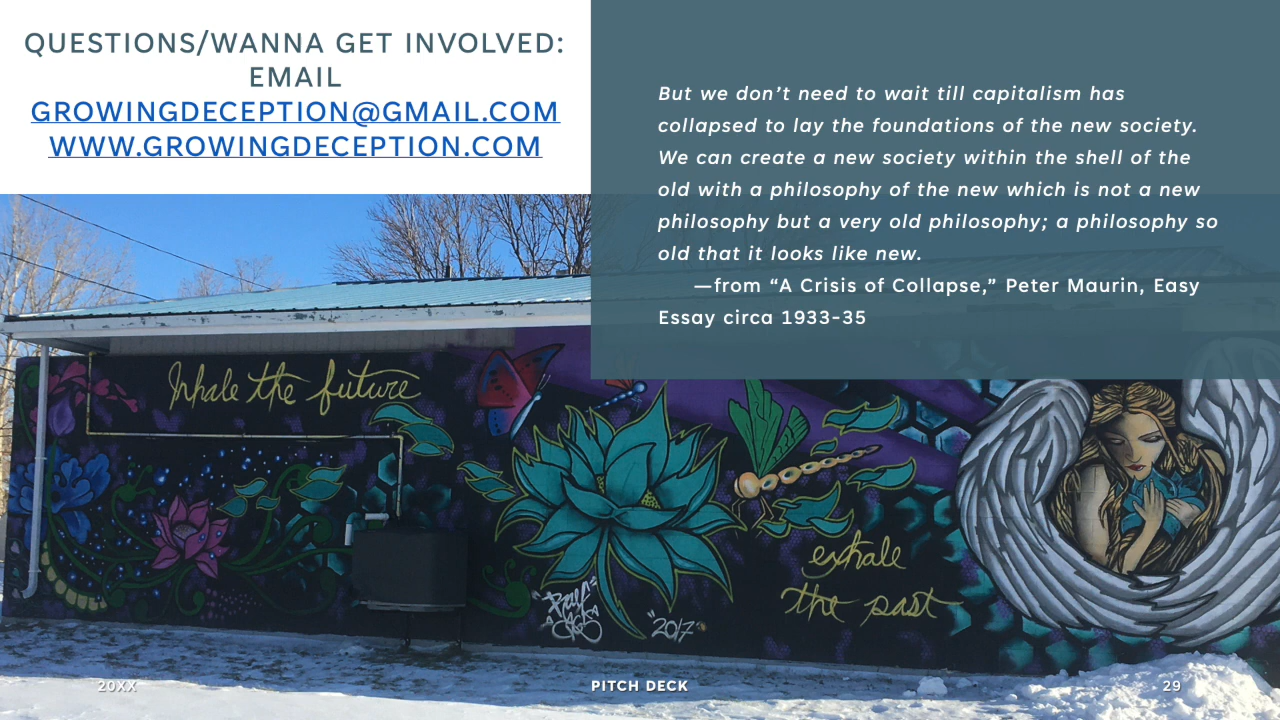 QUESTIONS/WANNA GET INVOLVED:
EMAIL
GROWINGDECEPTION@GMAIL.COM
WWW.GROWINGDECEPTION.COM
But we don’t need to wait till capitalism has
collapsed to lay the foundations of the new society.
We can create a new society within the shell of the
old with a philosophy of the new which is not a new
philosophy but a very old philosophy; a philosophy so
old that it looks like new.
—from “A Crisis of Collapse,” Peter Maurin, Easy
Essay circa 1933-35
Inhale the future
exhale
the past
"2017"
20XX
PITCH DECK
29